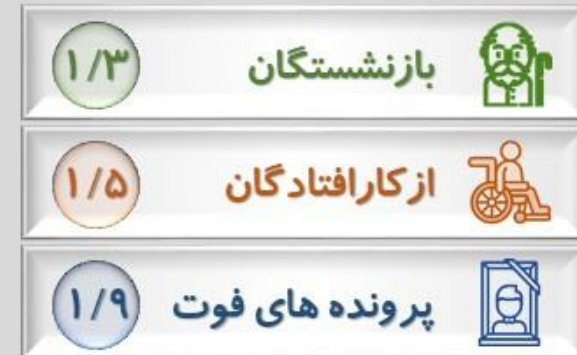 بازنشستگان ۱/۳
ازکارافتادگان ۱/۵
پرونده های فوت ۱/۹